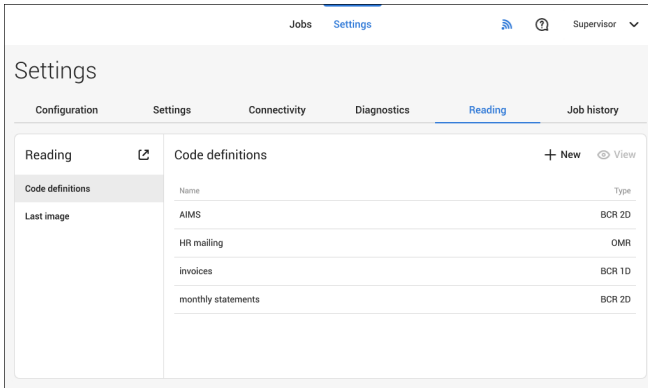 Jobs Settings Supervisor
Settings
Configuration Settings Connectivity Diagnostics Reading Job history
Reading Code definitions New View
Code definitions
Last image
Name Type
AIMS BCR 2D
HR mailing OMR
invoices BCR 1D
monthly statements BCR 2D